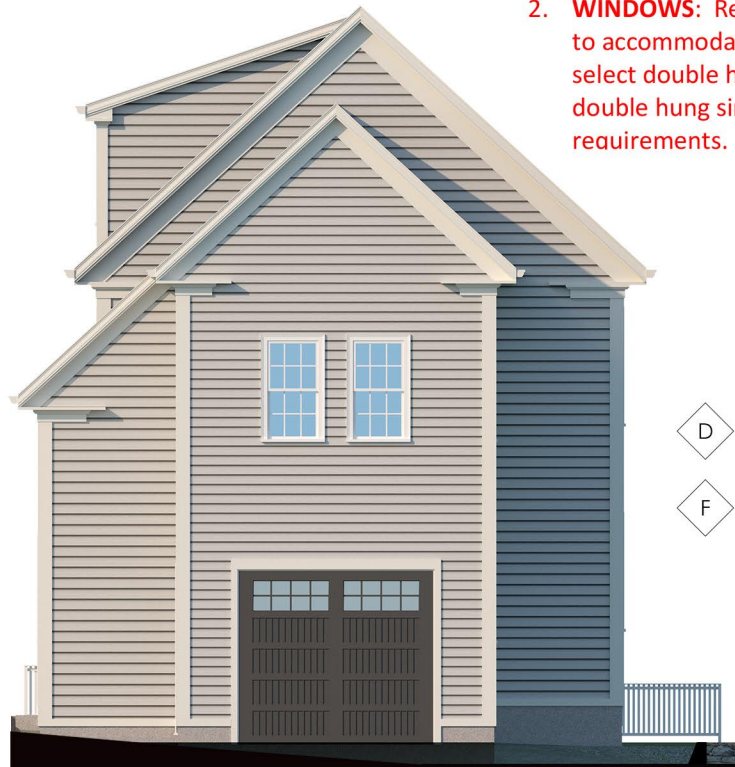 2. WINDOWS: Re
to accommoda
select double h
double hung si
requirements.
D
F